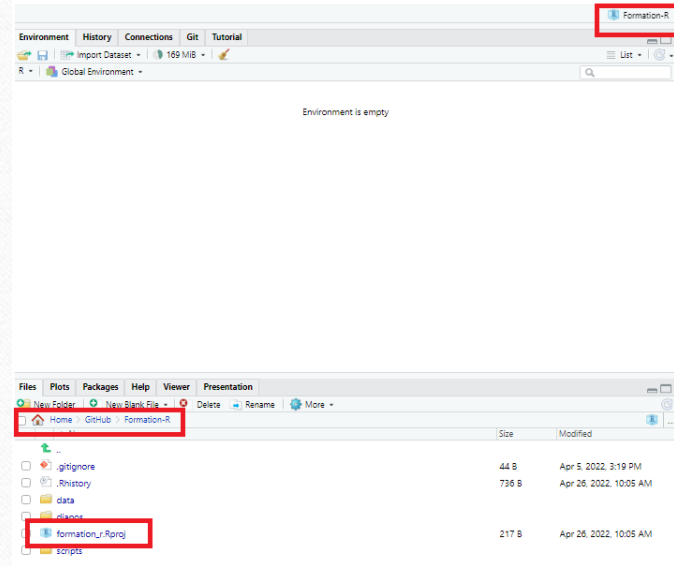 Formation-R
Environment History Connections Git Tutorial
Import Dataset 169 MiB List
R Global Environment
Environment is empty
Files Plots Packages Help Viewer Presentation
New Folder New Blank File Delete Rename More
Home > GitHub > Formation-R ...
Size Modified
..
.gitignore 44 B Apr 5, 2022, 3:19 PM
.Rhistory 736 B Apr 26, 2022, 10:05 AM
data
diapos
formation_r.Rproj 217 B Apr 26, 2022, 10:05 AM
scripts